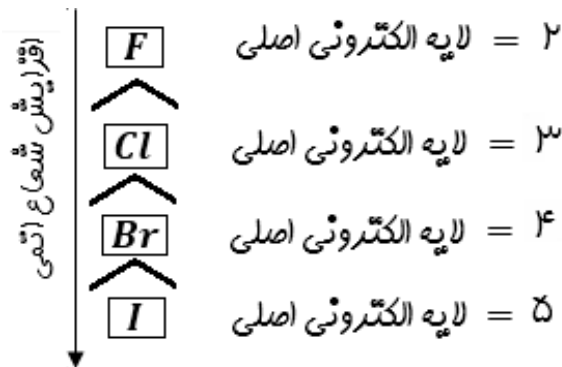 افزایش شعاع اتمی
F لایه الکترونی اصلی = ۲
Cl لایه الکترونی اصلی = ۳
Br لایه الکترونی اصلی = ۴
I لایه الکترونی اصلی = ۵